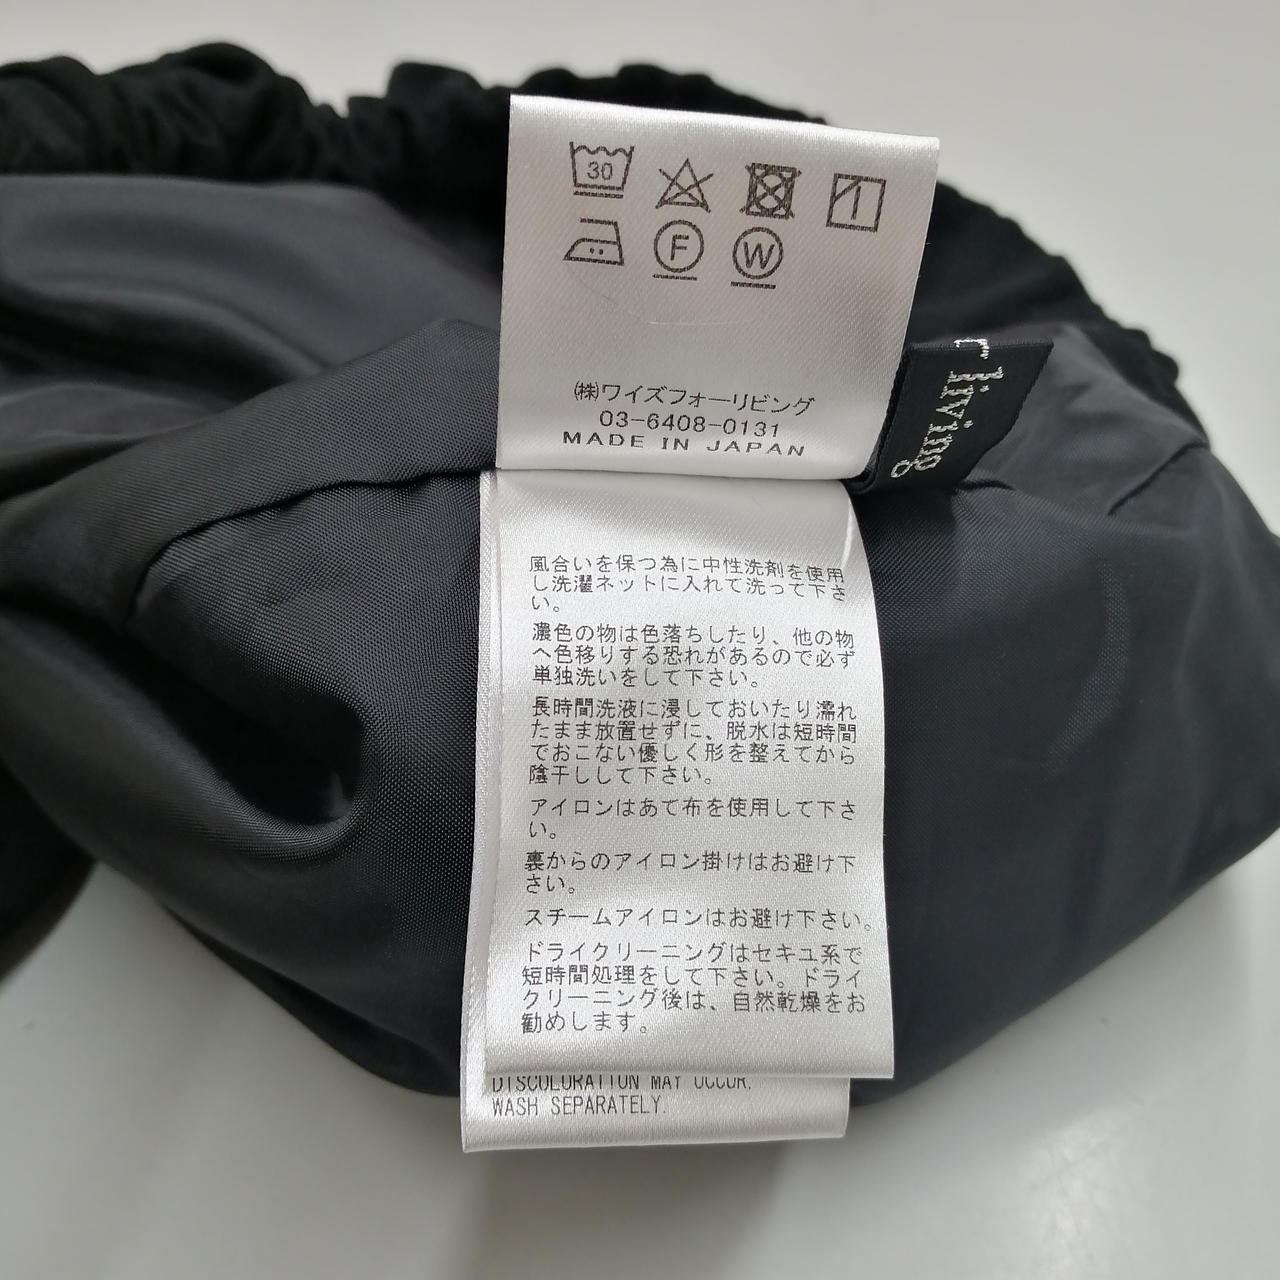 30
F W
㈱ワイズフォーリビング
03-6408-0131
MADE IN JAPAN
living
風合いを保つ為に中性洗剤を使用
し洗濯ネットに入れて洗って下さ
い。
濃色の物は色落ちしたり、他の物
へ色移りする恐れがあるので必ず
単独洗いをして下さい。
長時間洗液に浸しておいたり濡れ
たまま放置せずに、脱水は短時間
でおこない優しく形を整えてから
陰干しして下さい。
アイロンはあて布を使用して下さ
い。
裏からのアイロン掛けはお避け下
さい。
スチームアイロンはお避け下さい。
ドライクリーニングはセキユ系で
短時間処理をして下さい。ドライ
クリーニング後は、自然乾燥をお
勧めします。
DISCOLORATION MAY OCCUR.
WASH SEPARATELY.